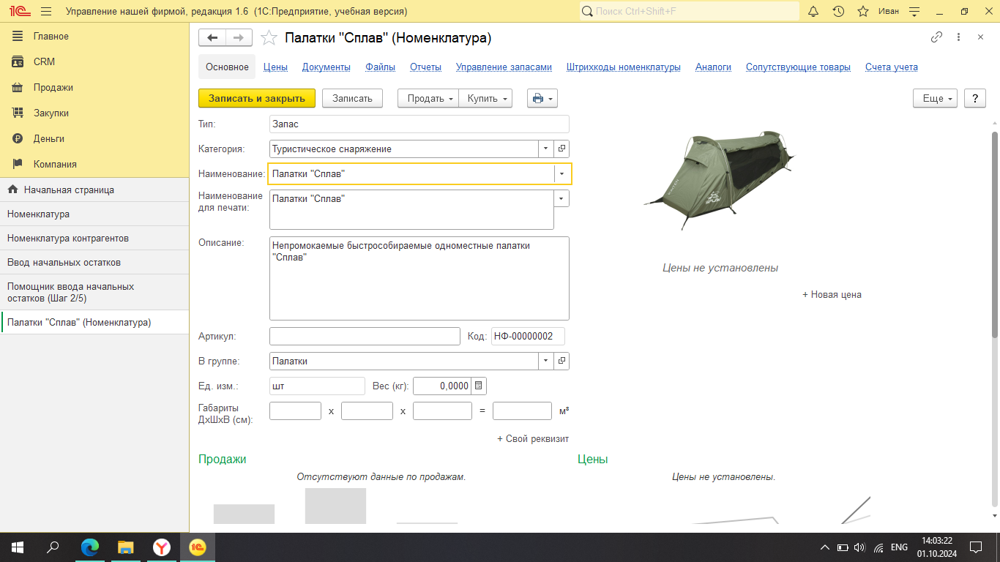 Управление нашей фирмой, редакция 1.6 (1С:Предприятие, учебная версия)
Поиск Ctrl+Shift+F
Иван
Главное
CRM
Продажи
Закупки
Деньги
Компания
Начальная страница
Номенклатура
Номенклатура контрагентов
Ввод начальных остатков
Помощник ввода начальных
остатков (Шаг 2/5)
Палатки "Сплав" (Номенклатура)
Палатки "Сплав" (Номенклатура)
Основное Цены Документы Файлы Отчеты Управление запасами Штрихкоды номенклатуры Аналоги Сопутствующие товары Счета учета
Записать и закрыть Записать Продать Купить Еще ?
Тип: Запас
Категория: Туристическое снаряжение
Наименование: Палатки "Сплав"
Наименование
для печати:
Палатки "Сплав"
Описание:
Непромокаемые быстрособираемые одноместные палатки
"Сплав"
Артикул: Код: НФ-00000002
В группе: Палатки
Ед. изм.: шт Вес (кг): 0,0000
Габариты
ДхШхВ (см):
х х = м³
+ Свой реквизит
Цены не установлены
+ Новая цена
Продажи
Отсутствуют данные по продажам.
Цены
Цены не установлены.
ENG
14:03:22
01.10.2024